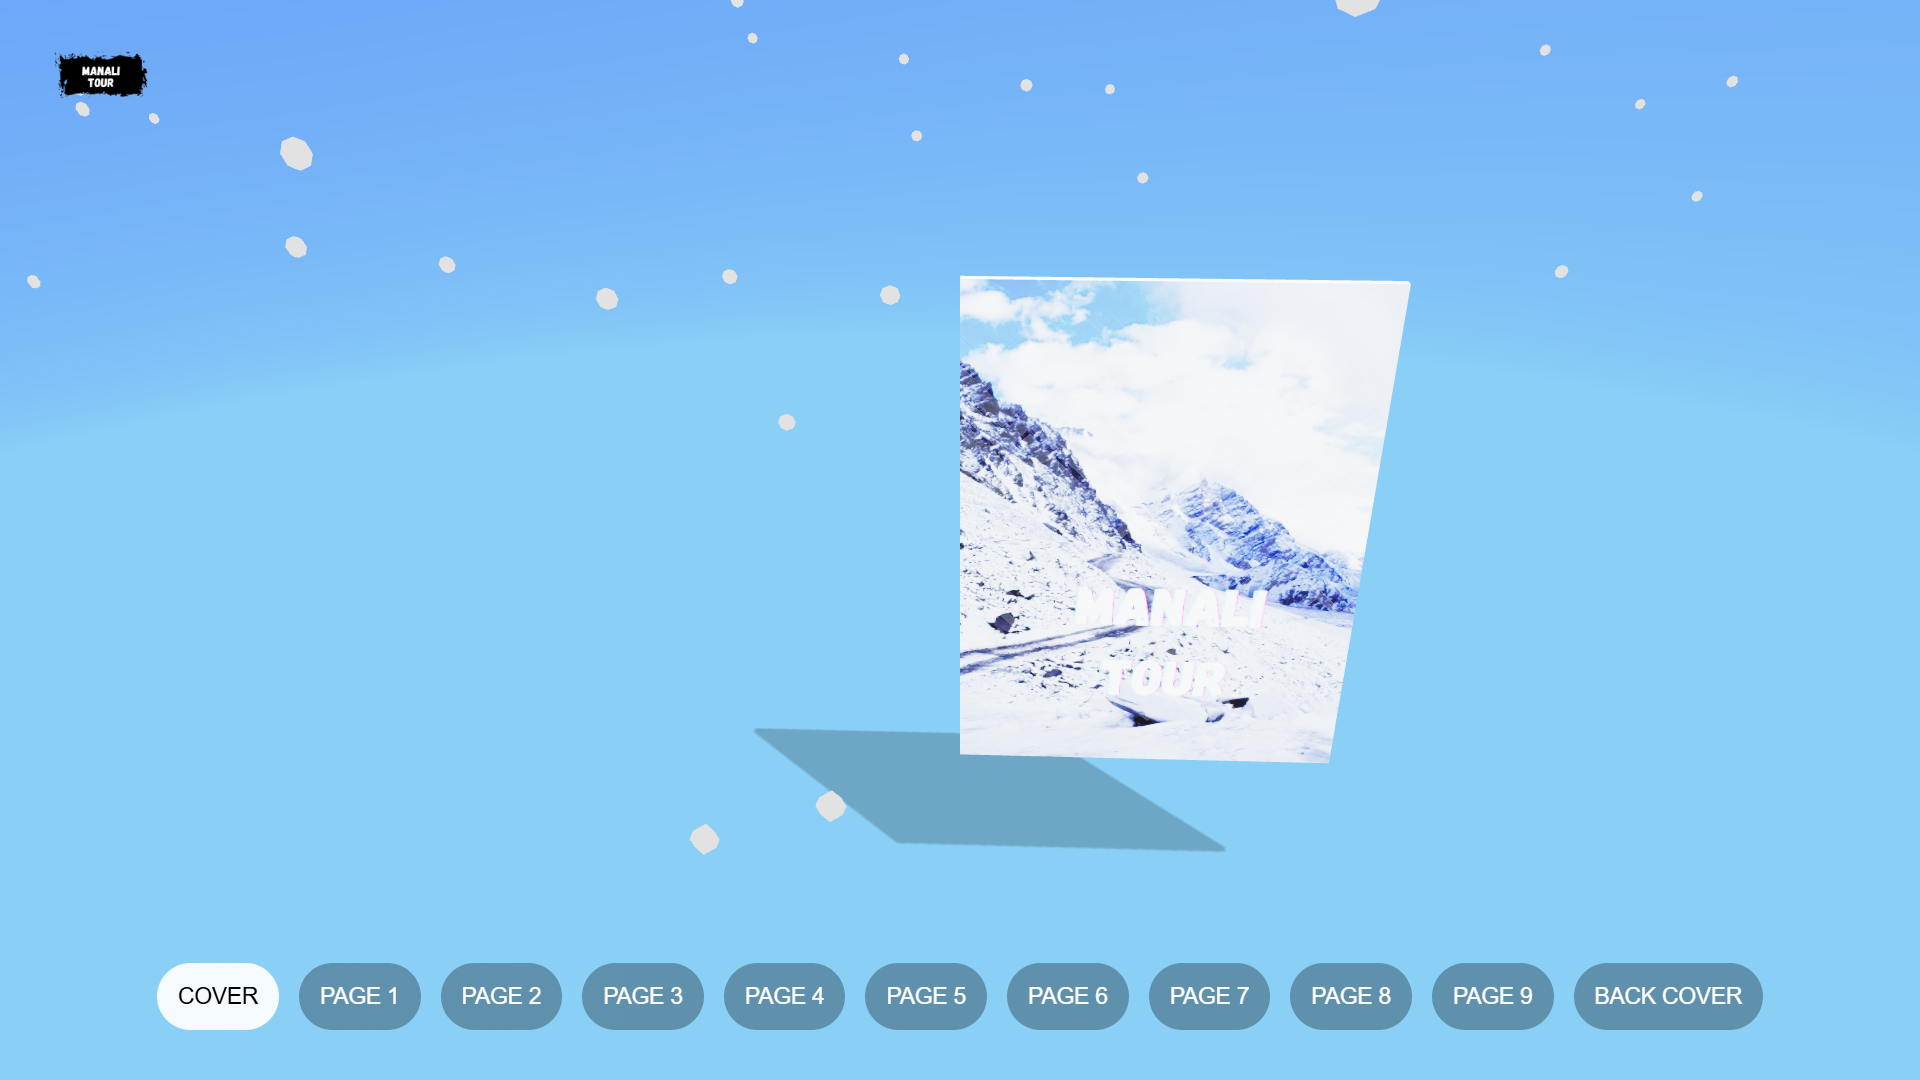 MANALI
TOUR
MANALI
TOUR
COVER
PAGE 1
PAGE 2
PAGE 3
PAGE 4
PAGE 5
PAGE 6
PAGE 7
PAGE 8
PAGE 9
BACK COVER